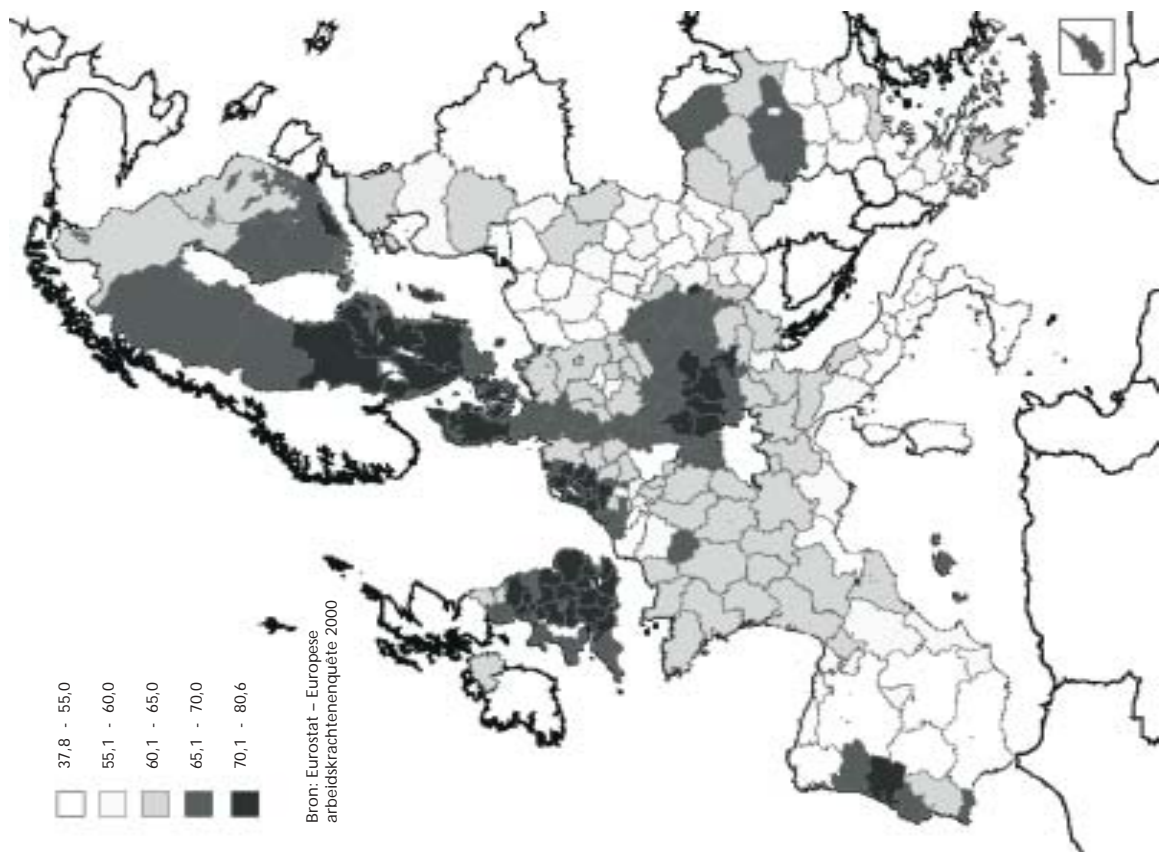 37,8 - 55,0
55,1 - 60,0
60,1 - 65,0
65,1 - 70,0
70,1 - 80,6
Bron: Eurostat – Europese
arbeidskrachtenenquête 2000